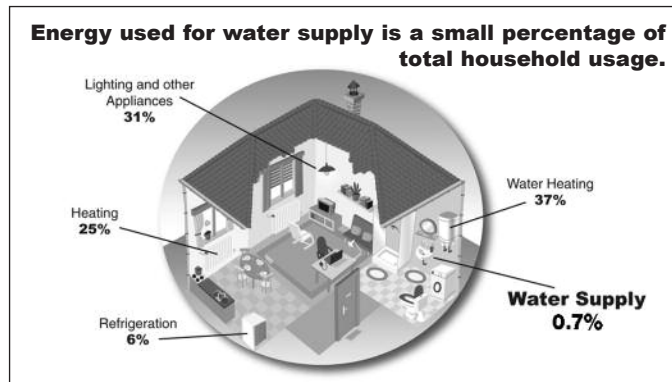 Energy used for water supply is a small percentage of
total household usage.
Lighting and other
Appliances
31%
Water Heating
37%
Heating
25%
Water Supply
0.7%
Refrigeration
6%